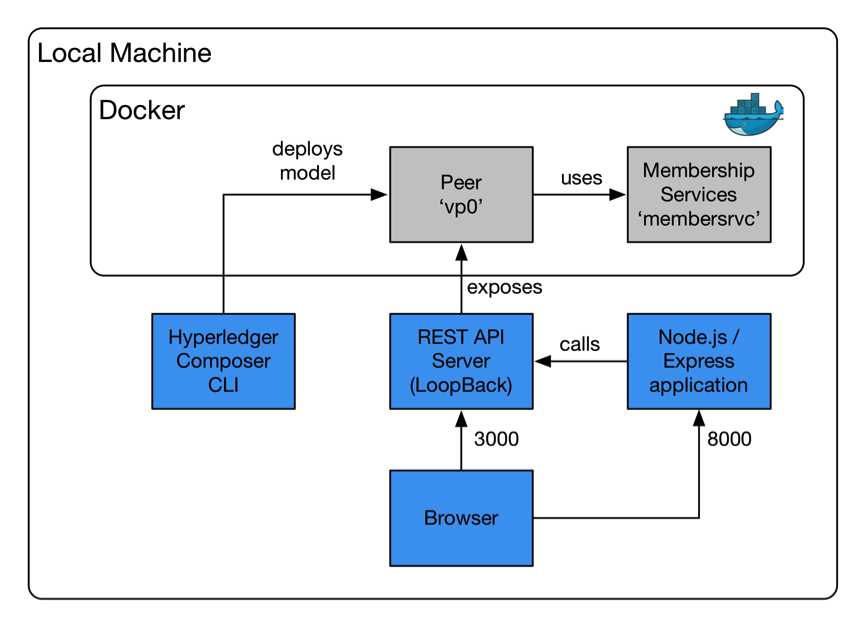 Local Machine
Docker
deploys
model
Peer
‘vp0’
uses
Membership
Services
‘membersrvc’
exposes
Hyperledger
Composer
CLI
REST API
Server
(LoopBack)
calls
Node.js /
Express
application
3000
8000
Browser